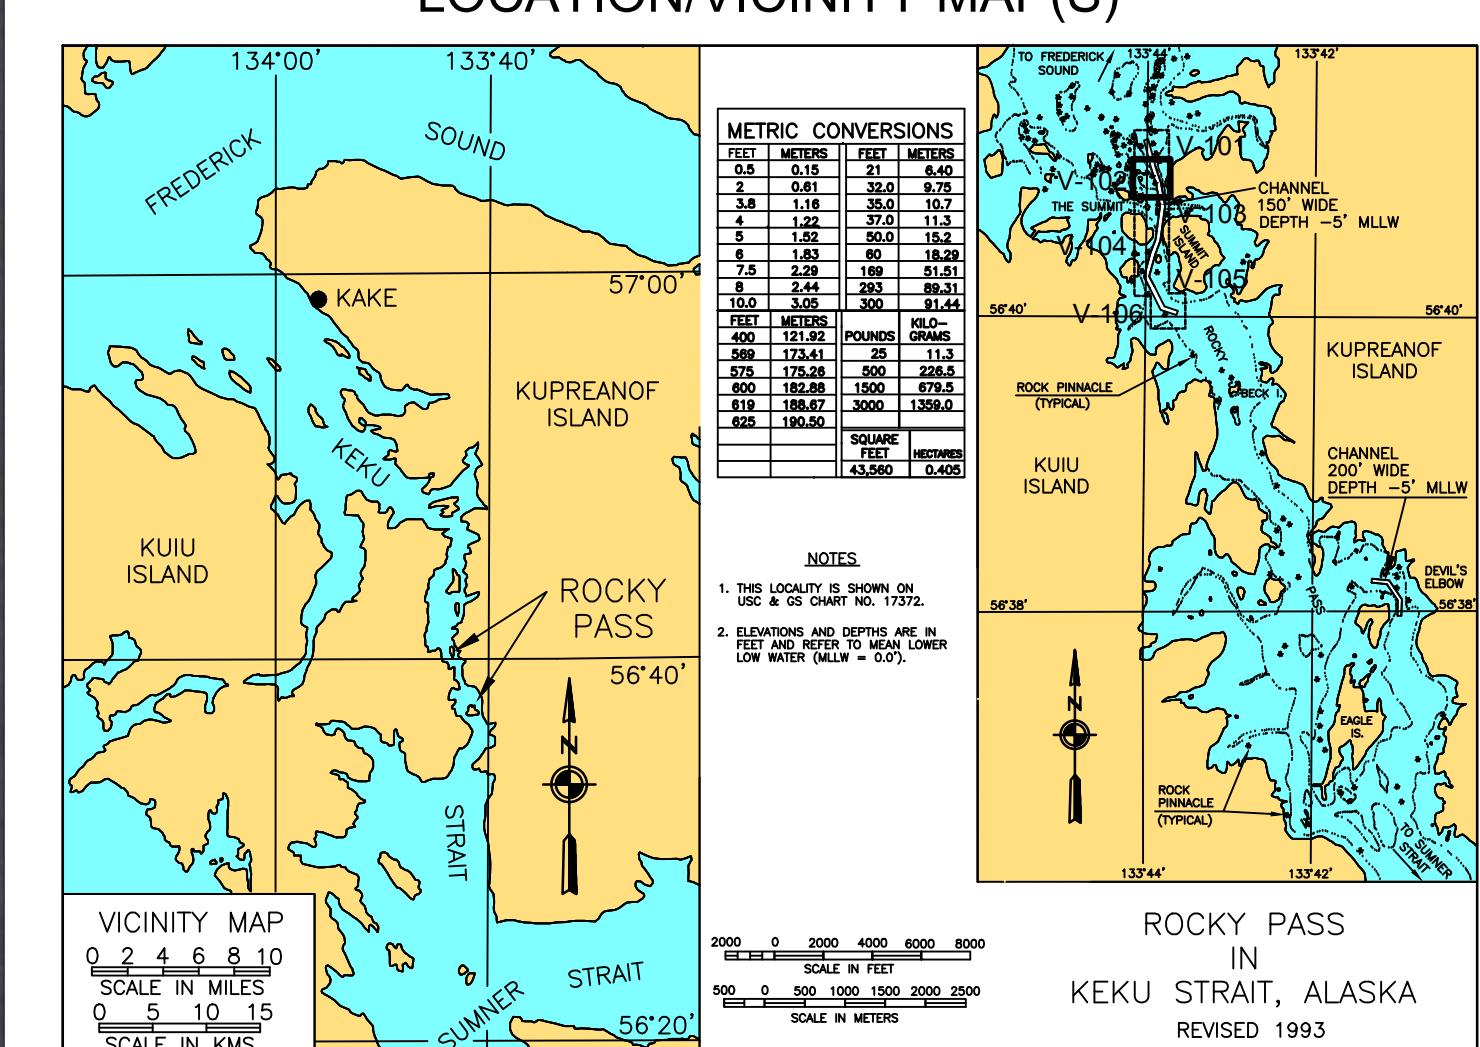 LOCATION/VICINITY MAP(S)
134°00'
133°40'
FREDERICK
SOUND
57°00'
KAKE
KUPREANOF
ISLAND
KEKU
KUIU
ISLAND
ROCKY
PASS
56°40'
N
STRAIT
STRAIT
SUMNER
56°20'
VICINITY MAP
0 2 4 6 8 10
SCALE IN MILES
0 5 10 15
SCALE IN KMS
METRIC CONVERSIONS
FEET METERS FEET METERS
0.5 0.15 21 6.40
2 0.61 32.0 9.75
3.8 1.16 35.0 10.7
4 1.22 37.0 11.3
5 1.52 50.0 15.2
6 1.83 60 18.29
7.5 2.29 169 51.51
8 2.44 293 89.31
10.0 3.05 300 91.44
FEET METERS POUNDS KILO-
GRAMS
400 121.92
569 173.41 25 11.3
575 175.26 500 226.5
600 182.88 1500 679.5
619 188.67 3000 1359.0
625 190.50
SQUARE
FEET HECTARES
43,560 0.405
NOTES
1. THIS LOCALITY IS SHOWN ON
USC & GS CHART NO. 17372.
2. ELEVATIONS AND DEPTHS ARE IN
FEET AND REFER TO MEAN LOWER
LOW WATER (MLLW = 0.0').
2000 0 2000 4000 6000 8000
SCALE IN FEET
500 0 500 1000 1500 2000 2500
SCALE IN METERS
TO FREDERICK
SOUND
133°44'
133°42'
V-101
V-102
CHANNEL
150' WIDE
DEPTH -5' MLLW
THE SUMMIT
V-103
V-104
SUMMIT
ISLAND
V-105
56°40'
V-106
56°40'
ROCKY
KUPREANOF
ISLAND
ROCK PINNACLE
(TYPICAL)
BECK I.
KUIU
ISLAND
CHANNEL
200' WIDE
DEPTH -5' MLLW
DEVIL'S
ELBOW
PASS
56°38'
56°38'
N
EAGLE
IS.
ROCK
PINNACLE
(TYPICAL)
TO SUMNER
STRAIT
133°44'
133°42'
ROCKY PASS
IN
KEKU STRAIT, ALASKA
REVISED 1993